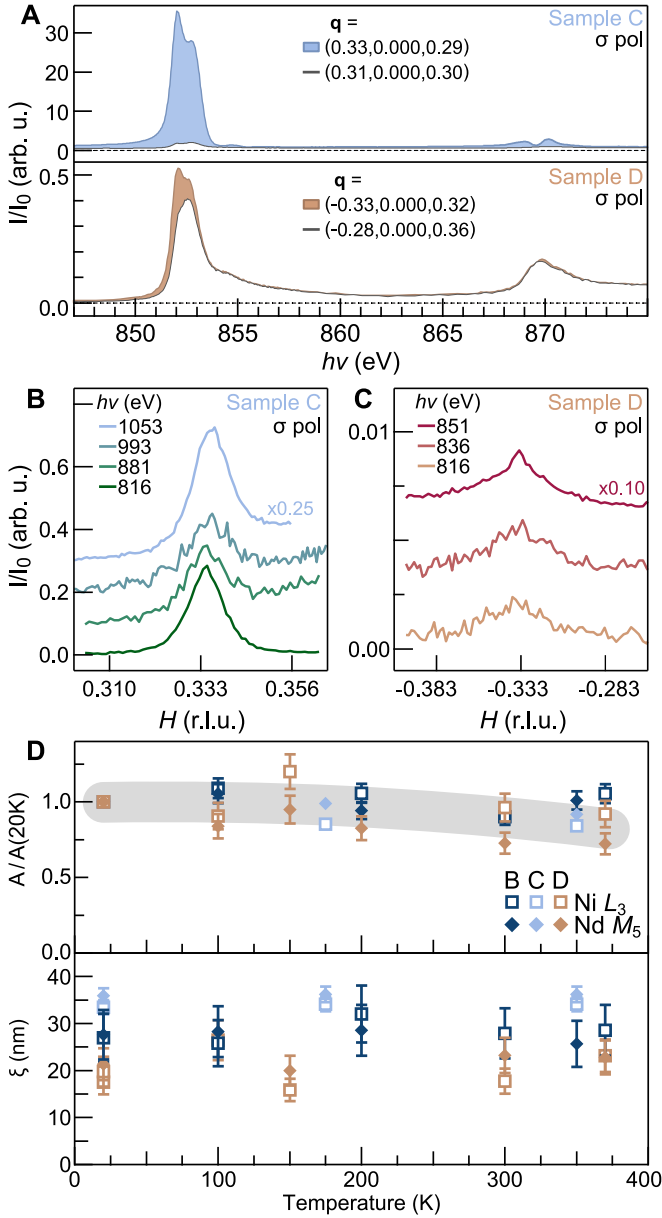 A
Sample C
σ pol
q =
(0.33,0.000,0.29)
(0.31,0.000,0.30)
30
20
10
0
I/I0 (arb. u.)
Sample D
σ pol
q =
(-0.33,0.000,0.32)
(-0.28,0.000,0.36)
0.5
0.0
850 855 860 865 870
hν (eV)
B
hν (eV)
1053
993
881
816
Sample C
σ pol
x0.25
0.6
0.4
0.2
0.0
I/I0 (arb. u.)
0.310 0.333 0.356
H (r.l.u.)
C
hν (eV)
851
836
816
Sample D
σ pol
x0.10
0.01
0.00
-0.383 -0.333 -0.283
H (r.l.u.)
D
A/A(20K)
1.0
0.5
0.0
B C D
Ni L3
Nd M5
ξ (nm)
40
30
20
10
0
0 50 100 150 200 250 300 350 400
Temperature (K)